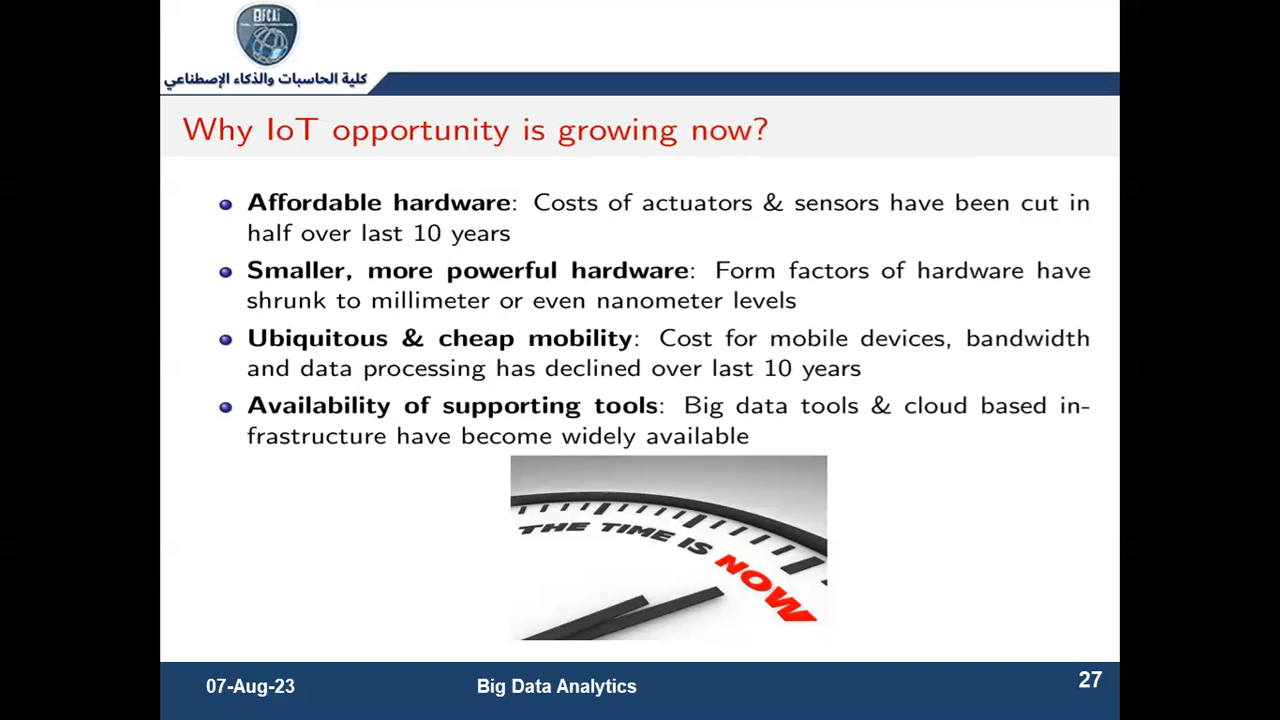 BFCAI
كلية الحاسبات والذكاء الإصطناعي
Why IoT opportunity is growing now?
Affordable hardware: Costs of actuators & sensors have been cut in
half over last 10 years
Smaller, more powerful hardware: Form factors of hardware have
shrunk to millimeter or even nanometer levels
Ubiquitous & cheap mobility: Cost for mobile devices, bandwidth
and data processing has declined over last 10 years
Availability of supporting tools: Big data tools & cloud based in-
frastructure have become widely available
THE TIME IS NOW
07-Aug-23
Big Data Analytics
27